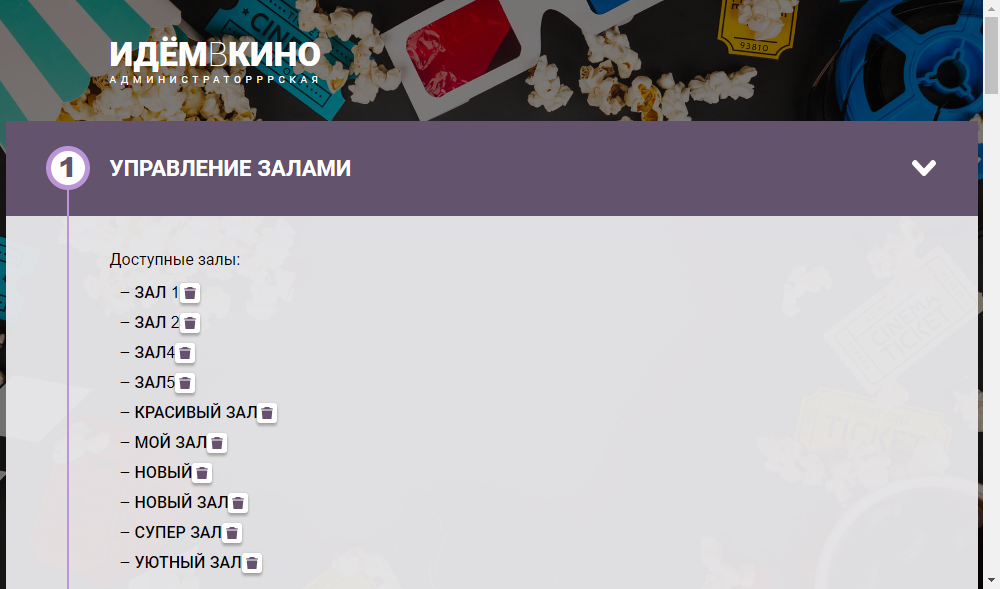 ИДЁМВКИНО
АДМИНИСТРАТОРРРСКАЯ
93810
1
УПРАВЛЕНИЕ ЗАЛАМИ
Доступные залы:
– ЗАЛ 1
– ЗАЛ 2
– ЗАЛ4
– ЗАЛ5
– КРАСИВЫЙ ЗАЛ
– МОЙ ЗАЛ
– НОВЫЙ
– НОВЫЙ ЗАЛ
– СУПЕР ЗАЛ
– УЮТНЫЙ ЗАЛ